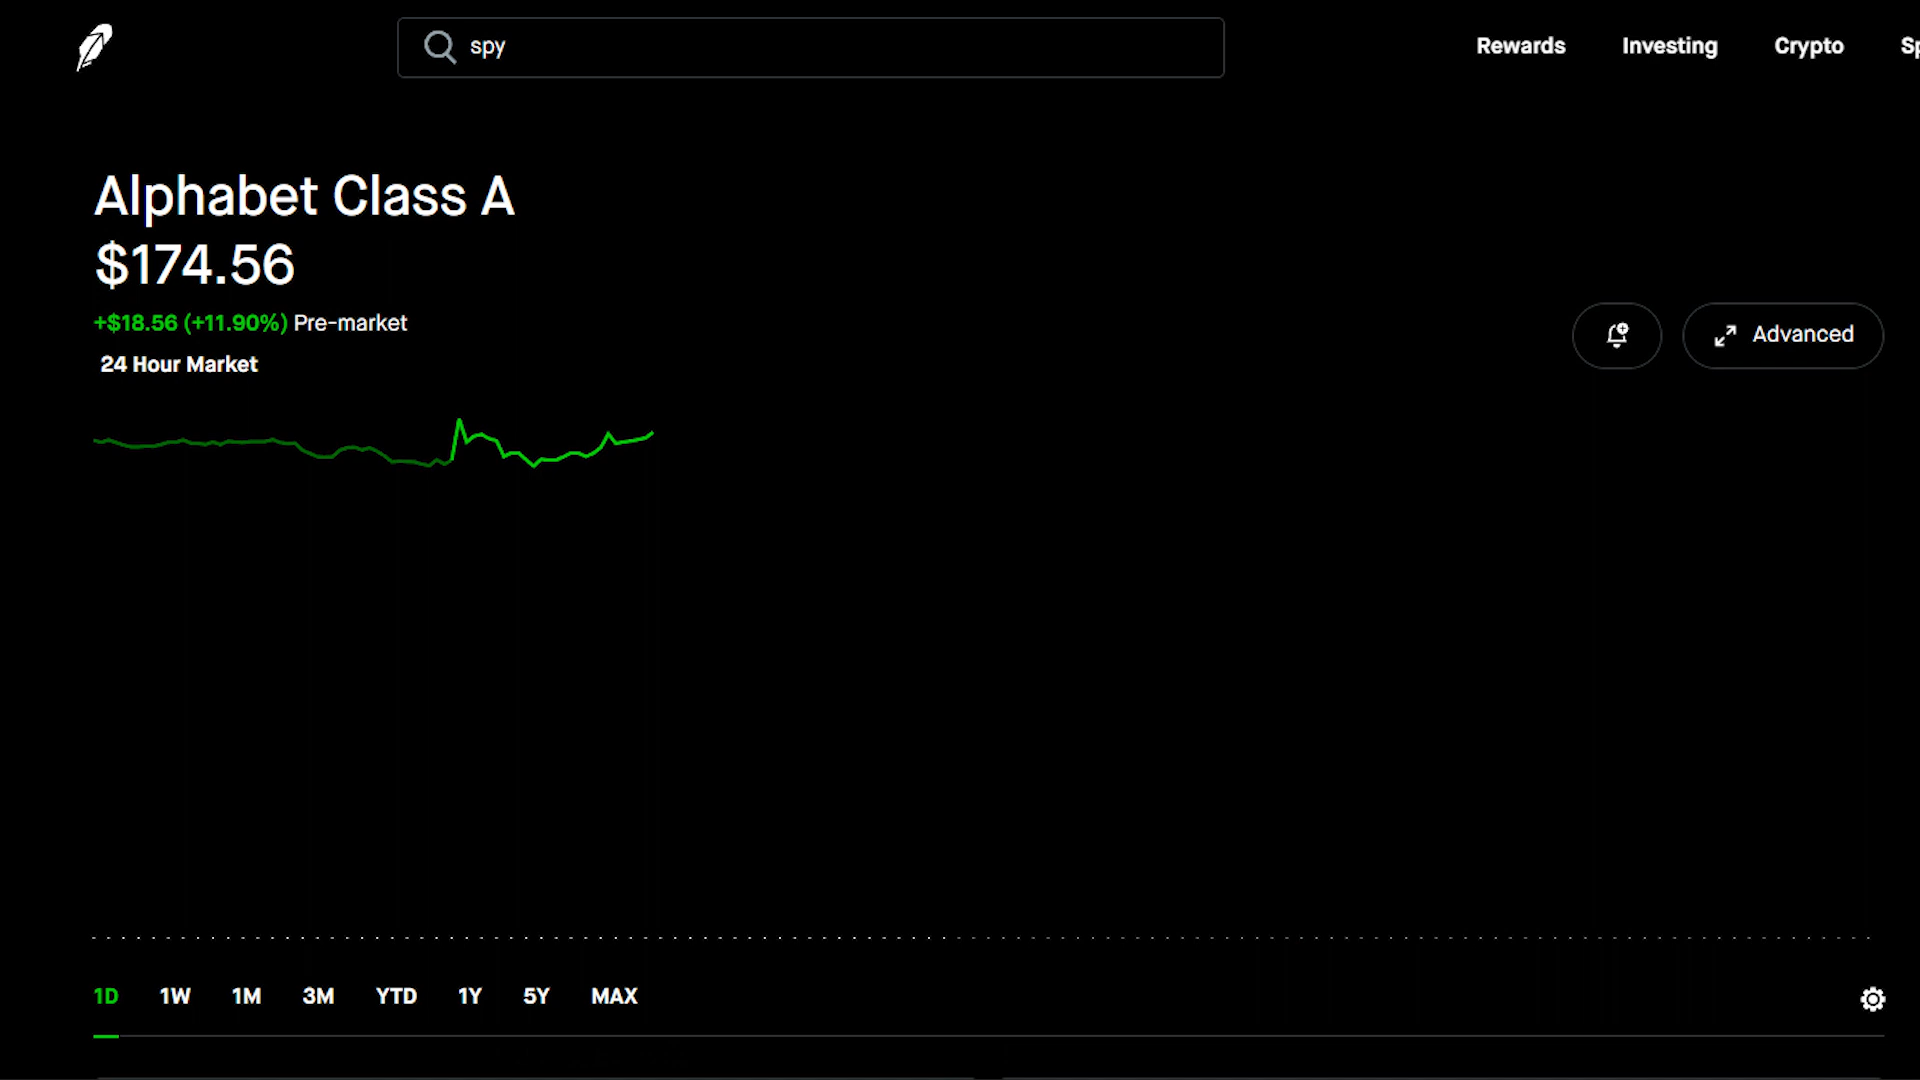 spy
Rewards Investing Crypto Sp
Alphabet Class A
$174.56
+$18.56 (+11.90%) Pre-market
24 Hour Market
Advanced
1D 1W 1M 3M YTD 1Y 5Y MAX